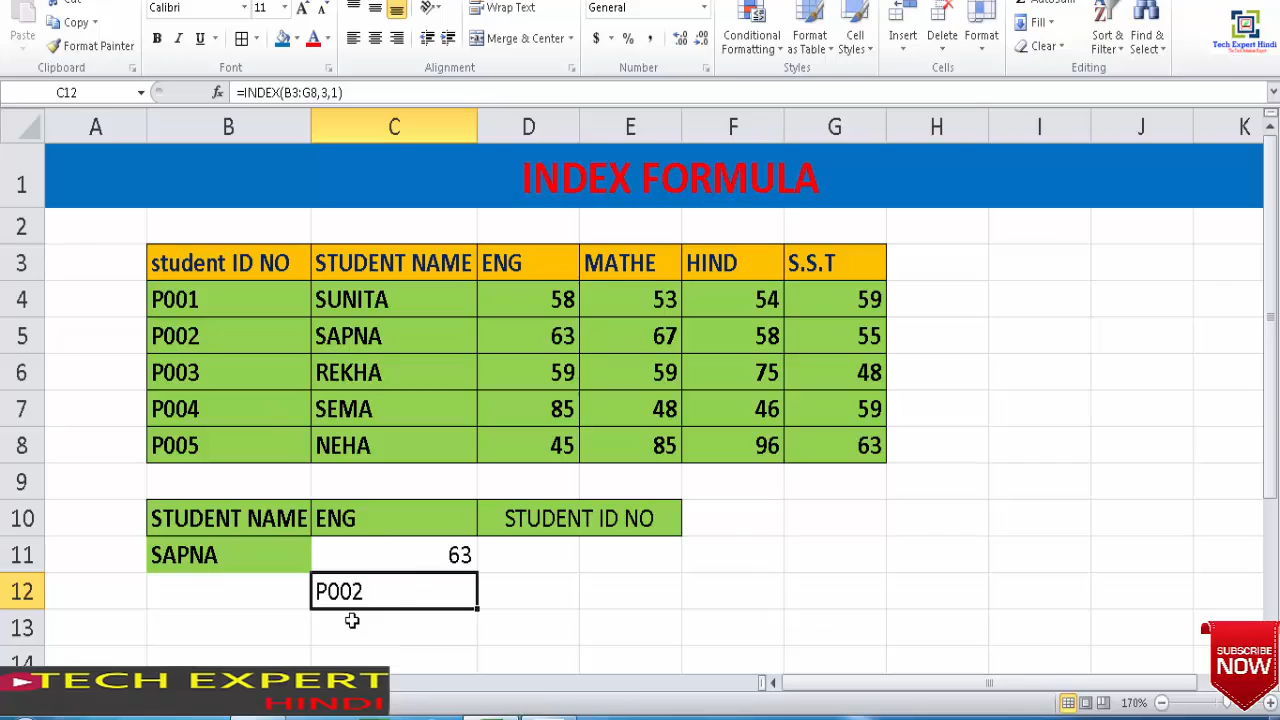 Cut Calibri 11 A A Wrap Text General Conditional Format Cell Insert Delete Format Fill Sort & Find &
Paste Copy Format Painter B I U Merge & Center $ % , Formatting as Table Styles Clear Filter Select
Clipboard Font Alignment Number Styles Cells Editing
Tech Expert Hindi
C12 fx =INDEX(B3:G8,3,1)
A B C D E F G H I J K
1 INDEX FORMULA
2
3 student ID NO STUDENT NAME ENG MATHE HIND S.S.T
4 P001 SUNITA 58 53 54 59
5 P002 SAPNA 63 67 58 55
6 P003 REKHA 59 59 75 48
7 P004 SEMA 85 48 46 59
8 P005 NEHA 45 85 96 63
9
10 STUDENT NAME ENG STUDENT ID NO
11 SAPNA 63
12 P002
13
14
TECH EXPERT
HINDI
SUBSCRIBE
NOW
170%